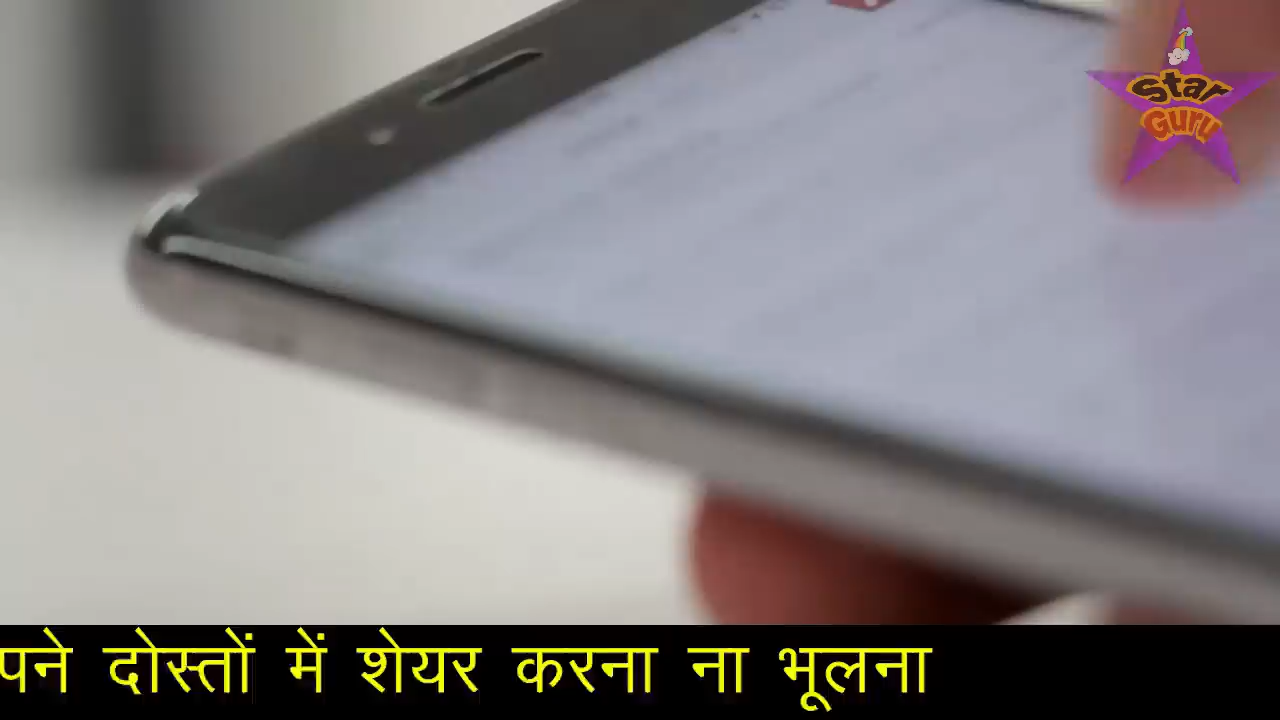 Star
Guru
पने दोस्तों में शेयर करना ना भूलना